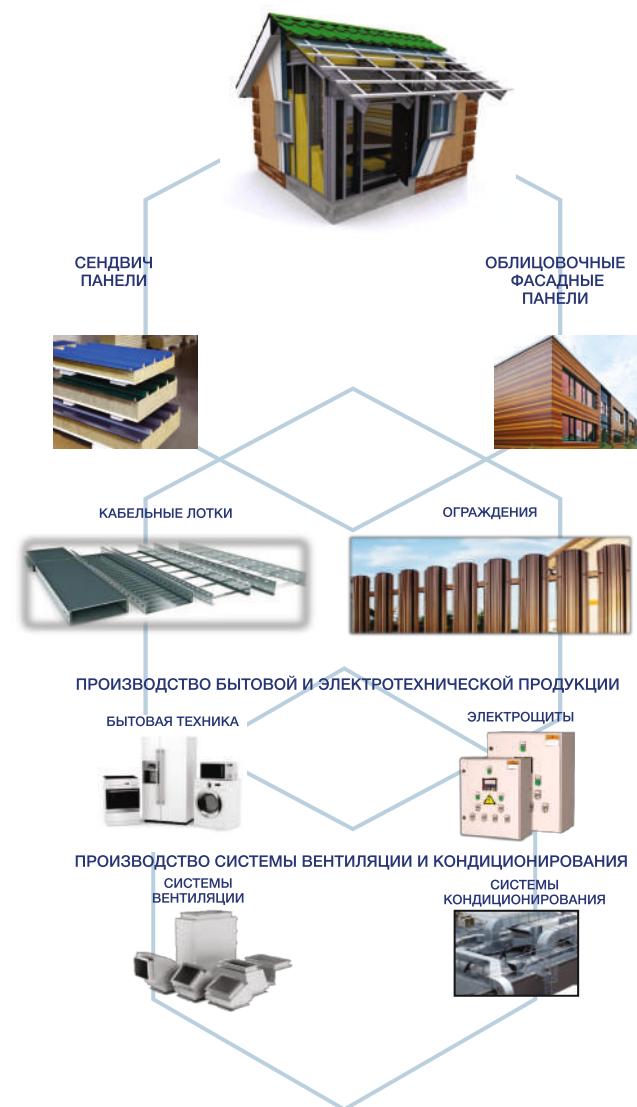 СЕНДВИЧ
ПАНЕЛИ
ОБЛИЦОВОЧНЫЕ
ФАСАДНЫЕ
ПАНЕЛИ
КАБЕЛЬНЫЕ ЛОТКИ
ОГРАЖДЕНИЯ
ПРОИЗВОДСТВО БЫТОВОЙ И ЭЛЕКТРОТЕХНИЧЕСКОЙ ПРОДУКЦИИ
БЫТОВАЯ ТЕХНИКА
ЭЛЕКТРОЩИТЫ
ПРОИЗВОДСТВО СИСТЕМЫ ВЕНТИЛЯЦИИ И КОНДИЦИОНИРОВАНИЯ
СИСТЕМЫ
ВЕНТИЛЯЦИИ
СИСТЕМЫ
КОНДИЦИОНИРОВАНИЯ